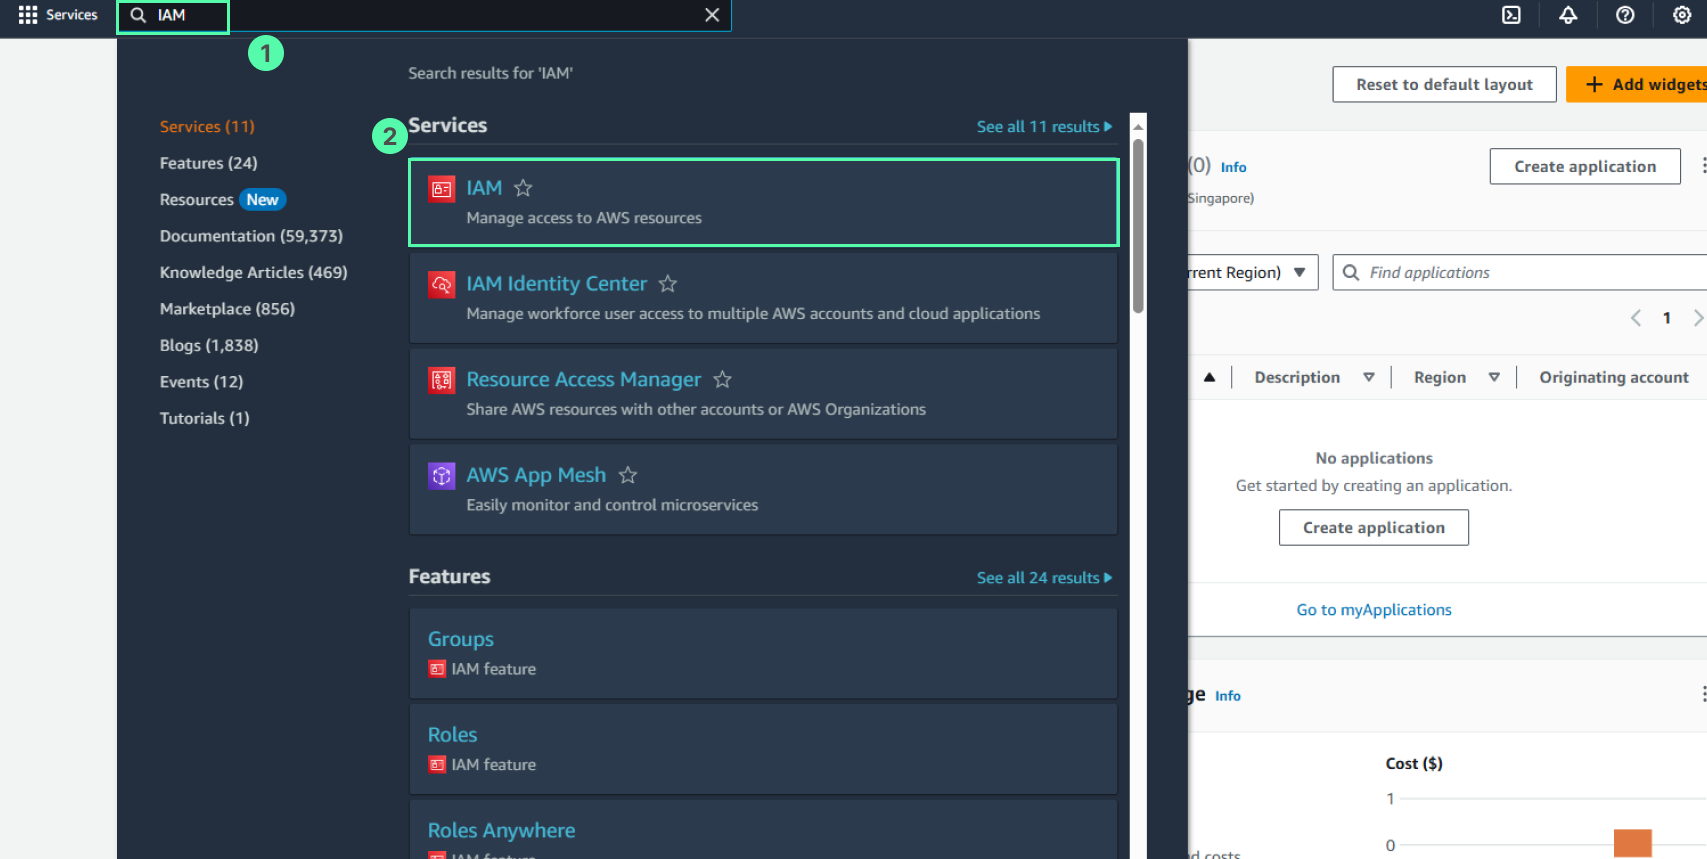 Services
IAM
1
Search results for 'IAM'
Services (11)
Features (24)
Resources New
Documentation (59,373)
Knowledge Articles (469)
Marketplace (856)
Blogs (1,838)
Events (12)
Tutorials (1)
2
Services
See all 11 results
IAM
Manage access to AWS resources
IAM Identity Center
Manage workforce user access to multiple AWS accounts and cloud applications
Resource Access Manager
Share AWS resources with other accounts or AWS Organizations
AWS App Mesh
Easily monitor and control microservices
Features
See all 24 results
Groups
IAM feature
Roles
IAM feature
Roles Anywhere
IAM feature
Reset to default layout
+ Add widgets
(0) Info
Singapore)
Create application
rrent Region)
Find applications
1
Description
Region
Originating account
No applications
Get started by creating an application.
Create application
Go to myApplications
ge Info
Cost ($)
1
0
d costs